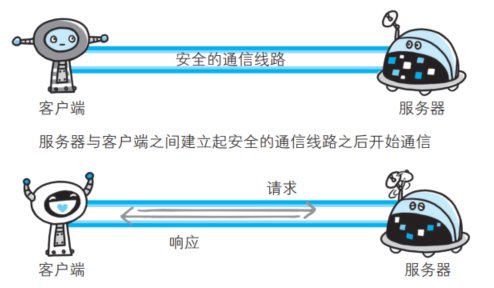 安全的通信线路
客户端
服务器
服务器与客户端之间建立起安全的通信线路之后开始通信
请求
响应
客户端
服务器